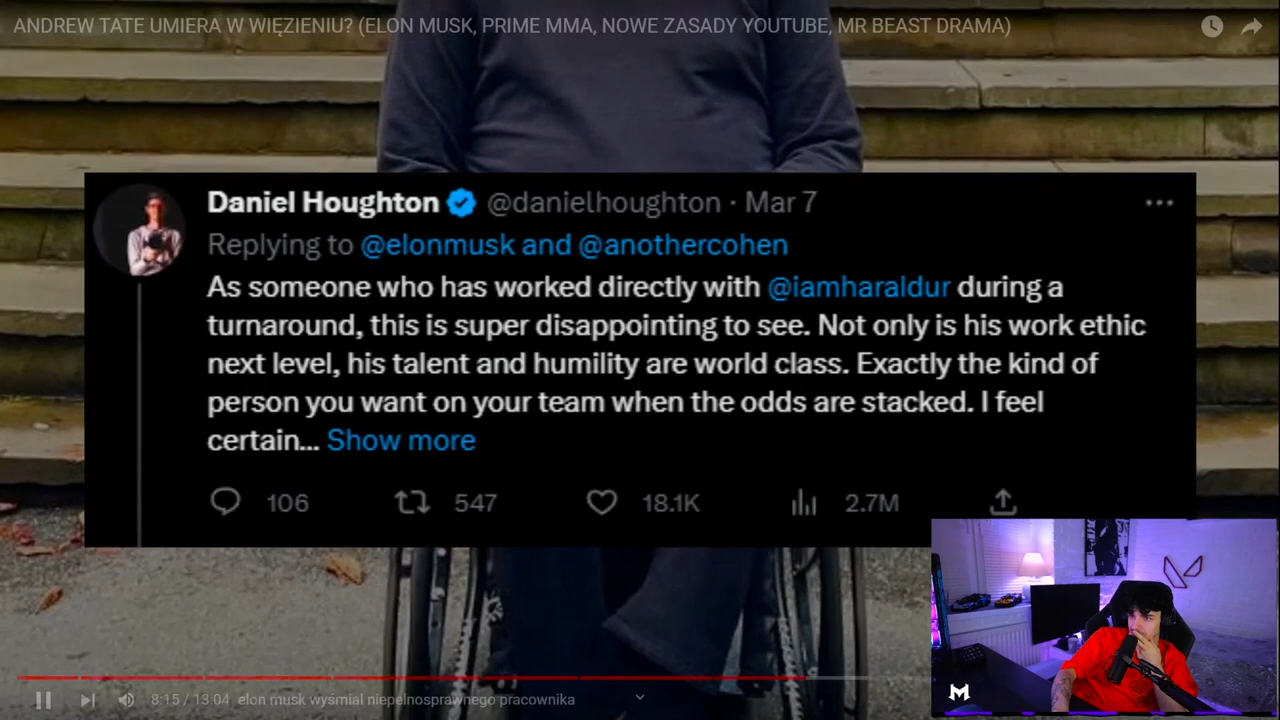 ANDREW TATE UMIERA W WIĘZIENIU? (ELON MUSK, PRIME MMA, NOWE ZASADY YOUTUBE, MR BEAST DRAMA)
Daniel Houghton @danielhoughton · Mar 7
Replying to @elonmusk and @anothercohen
As someone who has worked directly with @iamharaldur during a
turnaround, this is super disappointing to see. Not only is his work ethic
next level, his talent and humility are world class. Exactly the kind of
person you want on your team when the odds are stacked. I feel
certain... Show more
106 547 18.1K 2.7M
8:15 / 13:04 elon musk wyśmiał niepełnosprawnego pracownika